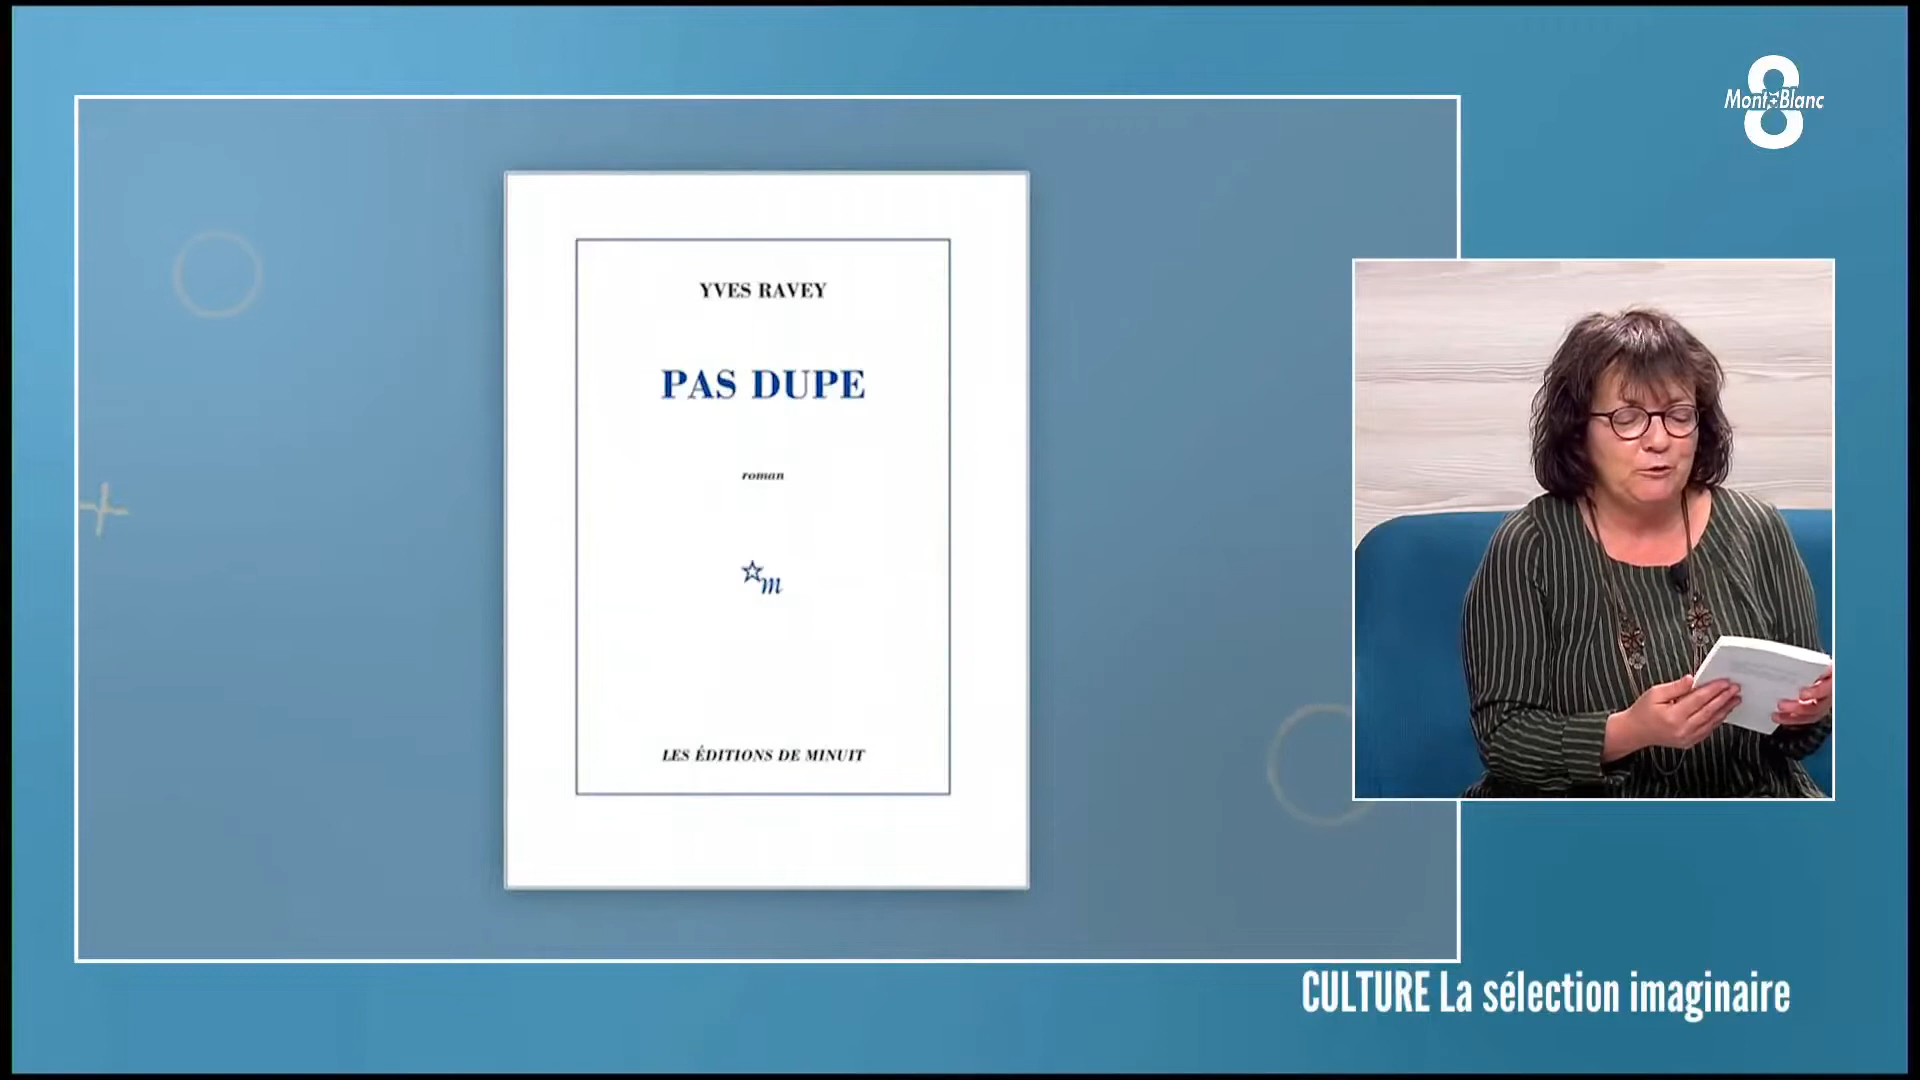 8
Mont Blanc
YVES RAVEY
PAS DUPE
roman
m
LES ÉDITIONS DE MINUIT
CULTURE La sélection imaginaire